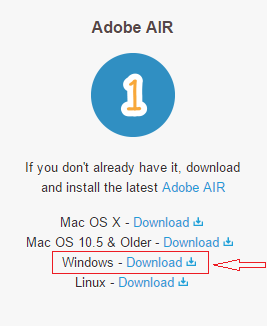 Adobe AIR
1
If you don't already have it, download
and install the latest Adobe AIR
Mac OS X - Download
Mac OS 10.5 & Older - Download
Windows - Download
Linux - Download